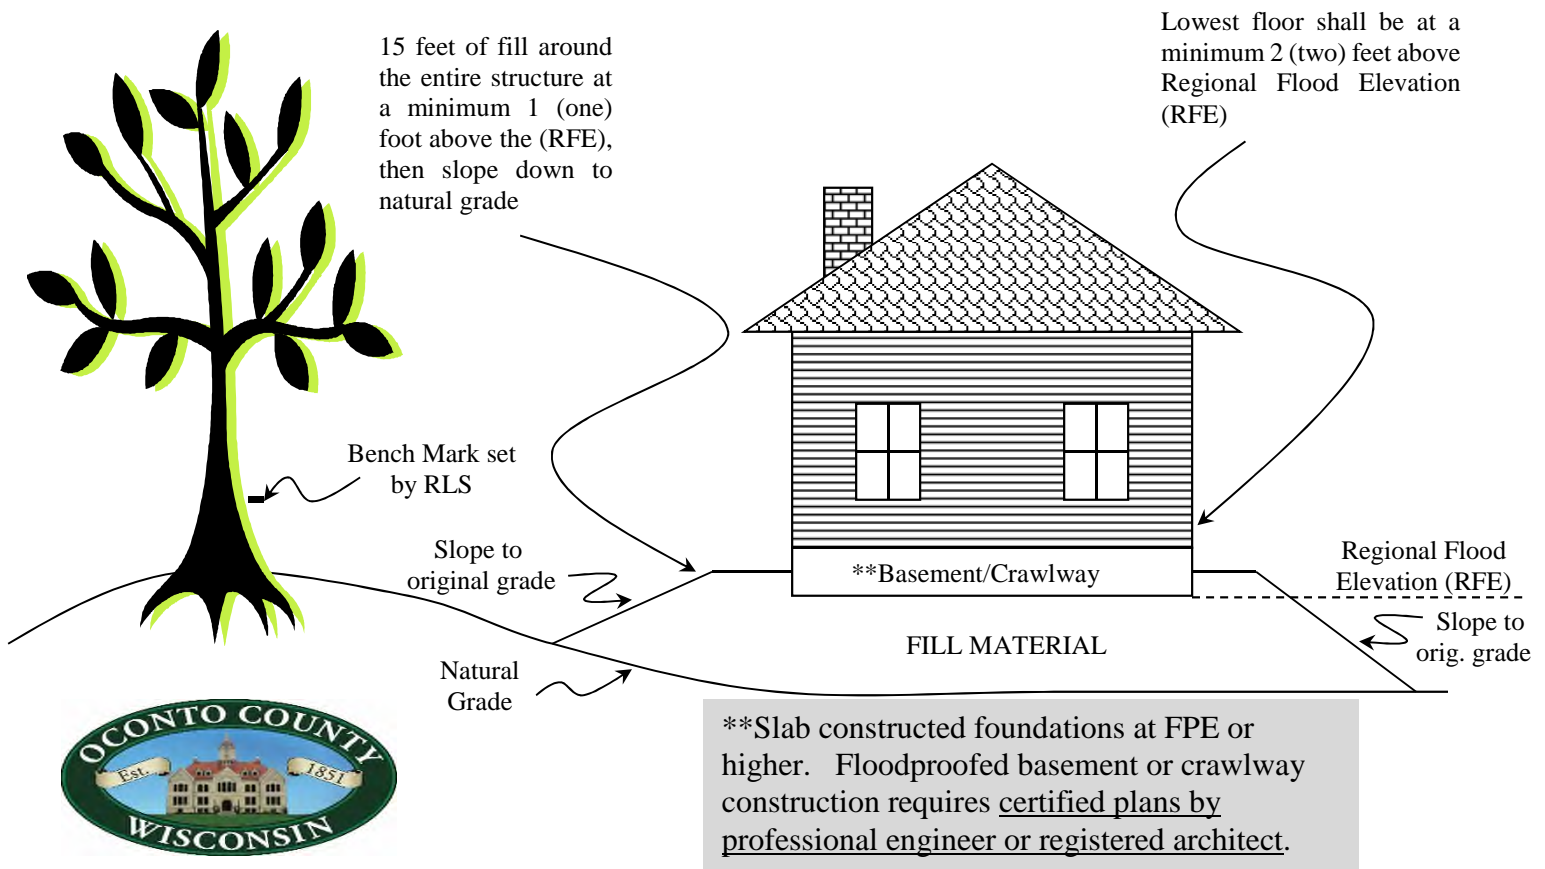 15 feet of fill around
the entire structure at
a minimum 1 (one)
foot above the (RFE),
then slope down to
natural grade
Lowest floor shall be at a
minimum 2 (two) feet above
Regional Flood Elevation
(RFE)
Bench Mark set
by RLS
Slope to
original grade
**Basement/Crawlway
Regional Flood
Elevation (RFE)
FILL MATERIAL
Slope to
orig. grade
Natural
Grade
**Slab constructed foundations at FPE or
higher.   Floodproofed basement or crawlway
construction requires certified plans by
professional engineer or registered architect.
OCONTO COUNTY
Est. 1851
WISCONSIN